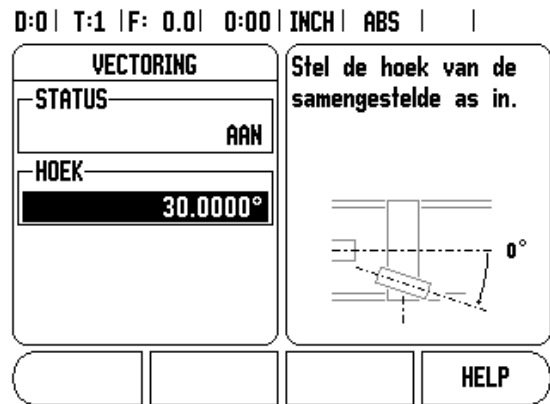 D:0| T:1 |F: 0.0| 0:00| INCH| ABS | |
VECTORING
STATUS
AAN
HOEK
30.0000°
Stel de hoek van de
samengestelde as in.
0°
HELP